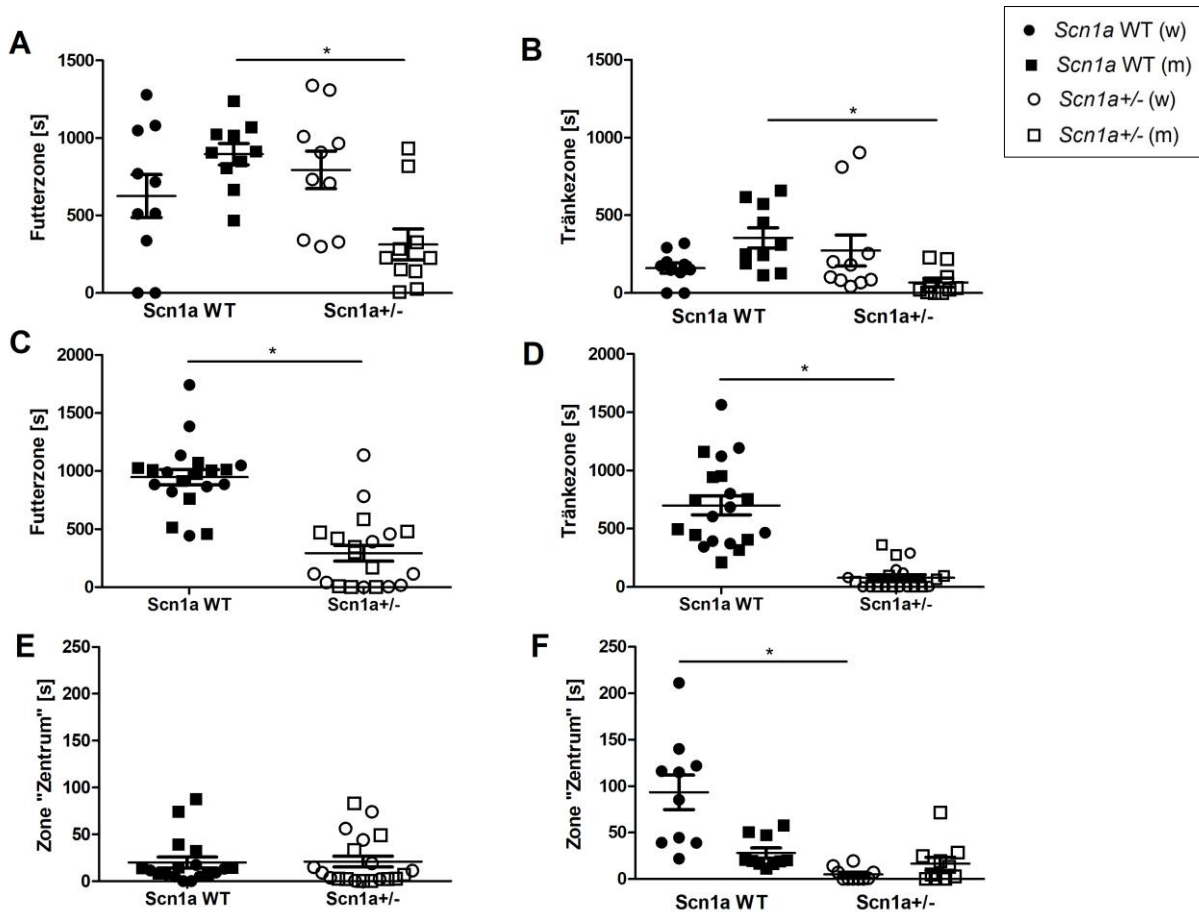 Scn1a WT (w)
Scn1a WT (m)
Scn1a+/- (w)
Scn1a+/- (m)
A
Futterzone [s]
1500
1000
500
0
*
Scn1a WT
Scn1a+/-
B
Tränkezone [s]
1500
1000
500
0
*
Scn1a WT
Scn1a+/-
C
Futterzone [s]
2000
1500
1000
500
0
*
Scn1a WT
Scn1a+/-
D
Tränkezone [s]
2000
1500
1000
500
0
*
Scn1a WT
Scn1a+/-
E
Zone "Zentrum" [s]
250
200
150
100
50
0
Scn1a WT
Scn1a+/-
F
Zone "Zentrum" [s]
250
200
150
100
50
0
*
Scn1a WT
Scn1a+/-